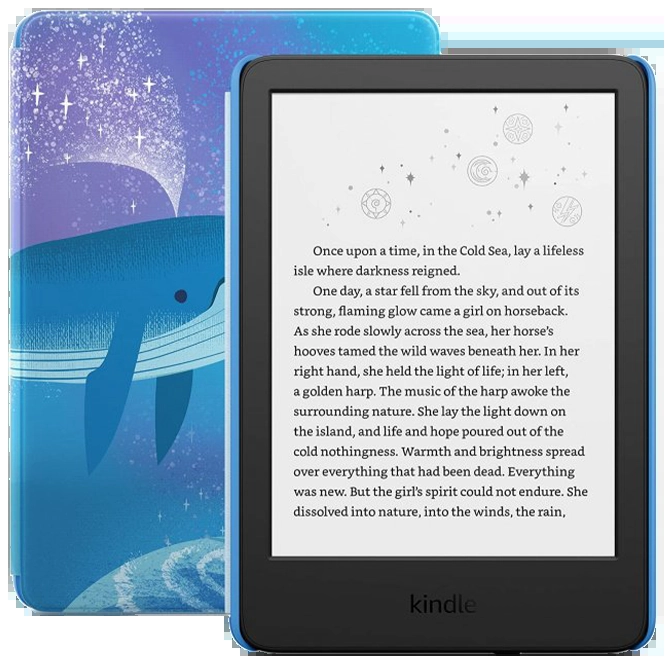 Once upon a time, in the Cold Sea, lay a lifeless
isle where darkness reigned.
One day, a star fell from the sky, and out of its
strong, flaming glow came a girl on horseback.
As she rode slowly across the sea, her horse's
hooves tamed the wild waves beneath her. In her
right hand, she held the light of life; in her left,
a golden harp. The music of the harp awoke the
surrounding nature. She lay the light down on
the island, and life and hope poured out of the
cold nothingness. Warmth and brightness spread
over everything that had been dead. Everything
was new. But the girl's spirit could not endure. She
dissolved into nature, into the winds, the rain,
kindle